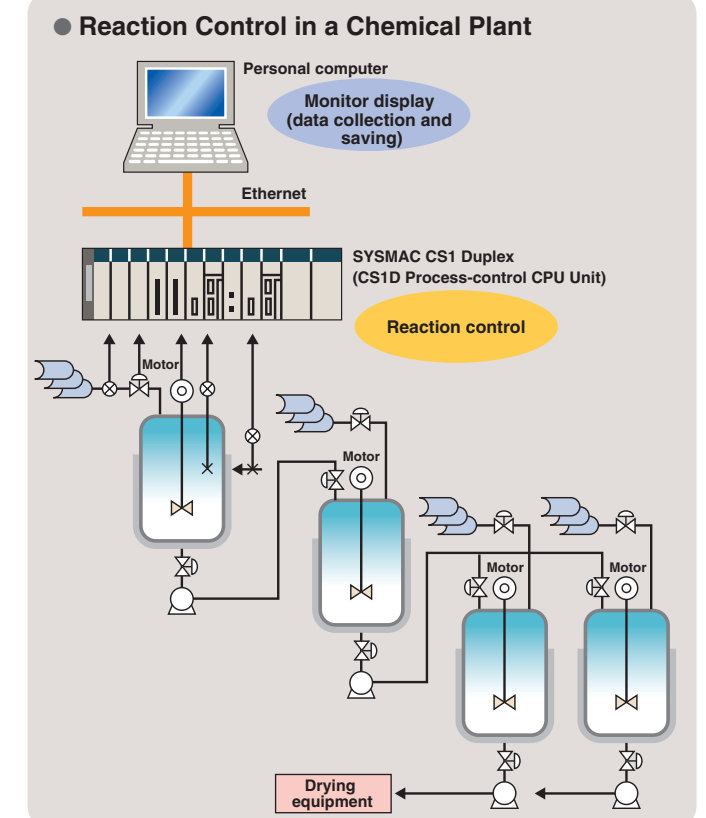 ● Reaction Control in a Chemical Plant
Personal computer
Monitor display
(data collection and
saving)
Ethernet
SYSMAC CS1 Duplex
(CS1D Process-control CPU Unit)
Reaction control
Motor
Motor
Motor
Motor
Drying
equipment